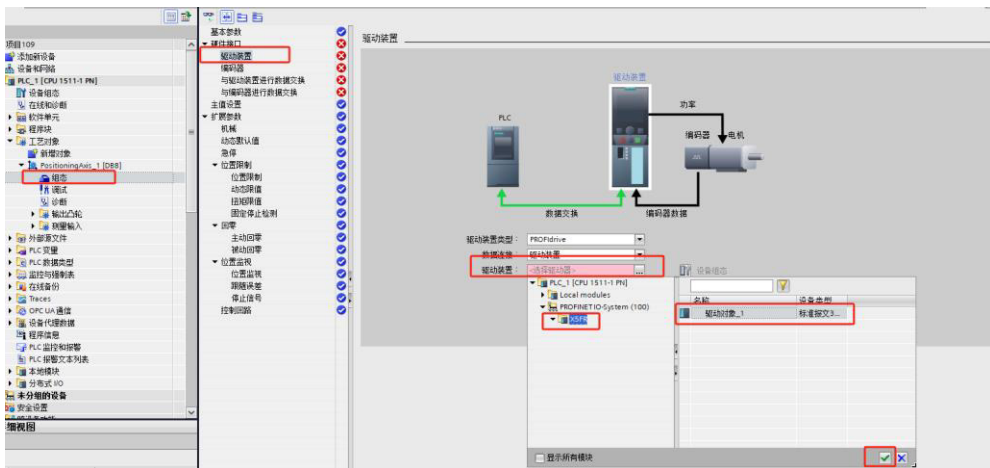 项目109
添加新设备
设备和网络
PLC_1 [CPU 1511-1 PN]
设备组态
在线和诊断
软件单元
程序块
工艺对象
新增对象
PositioningAxis_1 [DB8]
组态
调试
诊断
输出凸轮
测量输入
外部源文件
PLC 变量
PLC 数据类型
监控与强制表
在线备份
Traces
OPC UA 通信
设备代理数据
程序信息
PLC 监控和报警
PLC 报警文本列表
本地模块
分布式 I/O
未分组的设备
安全设置
细视图
基本参数
硬件接口
驱动装置
编码器
与驱动装置进行数据交换
与编码器进行数据交换
主值设置
扩展参数
机械
动态默认值
急停
位置限制
位置限制
动态限值
扭矩限值
固定停止检测
回零
主动回零
被动回零
位置监视
位置监视
跟随误差
停止信号
控制回路
驱动装置
驱动装置
PLC
功率
编码器
电机
数据交换
编码器数据
驱动装置类型：
PROFIdrive
数据连接
驱动装置
驱动装置：
<选择驱动器>
...
PLC_1 [CPU 1511-1 PN]
Local modules
PROFINET IO-System (100)
X5FR
设备组态
名称
设备类型
驱动对象_1
标准报文3...
显示所有模块